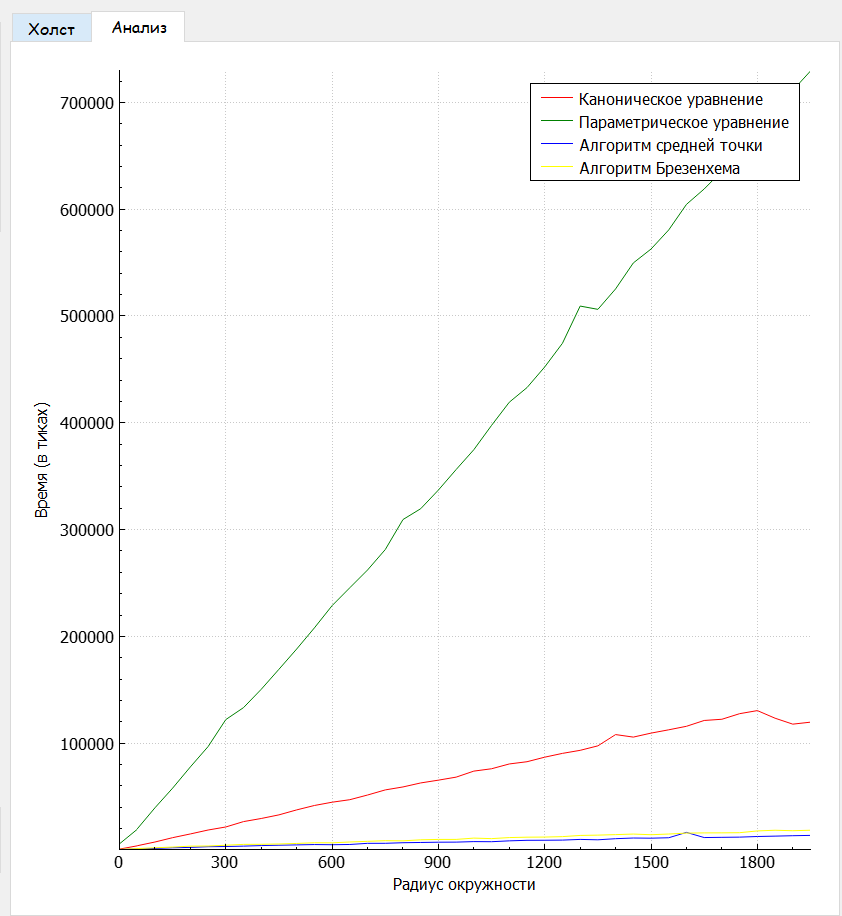 Холст
Анализ
700000
600000
500000
400000
300000
200000
100000
Каноническое уравнение
Параметрическое уравнение
Алгоритм средней точки
Алгоритм Брезенхема
Время (в тиках)
0
300
600
900
1200
1500
1800
Радиус окружности